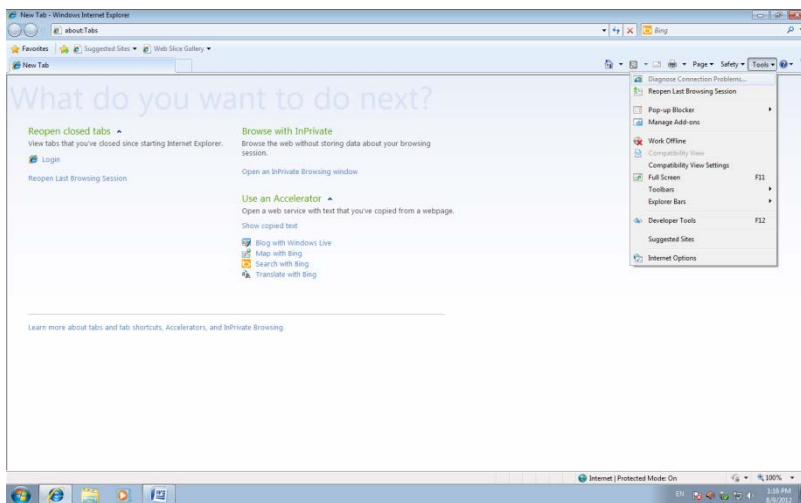 New Tab - Windows Internet Explorer
about:Tabs
Bing
Favorites Suggested Sites Web Slice Gallery
New Tab
Page Safety Tools
What do you want to do next?
Reopen closed tabs
View tabs that you've closed since starting Internet Explorer.
Login
Reopen Last Browsing Session
Browse with InPrivate
Browse the web without storing data about your browsing
session.
Open an InPrivate Browsing window
Use an Accelerator
Open a web service with text that you've copied from a webpage.
Show copied text
Blog with Windows Live
Map with Bing
Search with Bing
Translate with Bing
Learn more about tabs and tab shortcuts, Accelerators, and InPrivate Browsing.
Diagnose Connection Problems...
Reopen Last Browsing Session
Pop-up Blocker
Manage Add-ons
Work Offline
Compatibility View
Compatibility View Settings
Full Screen F11
Toolbars
Explorer Bars
Developer Tools F12
Suggested Sites
Internet Options
Internet | Protected Mode: On 100%
EN 1:16 PM
8/9/2012